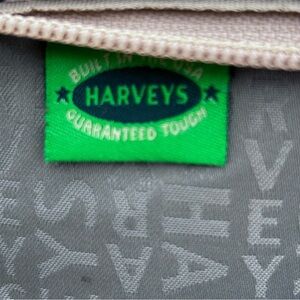 BUILT IN THE USA
HARVEYS
GUARANTEED TOUGH